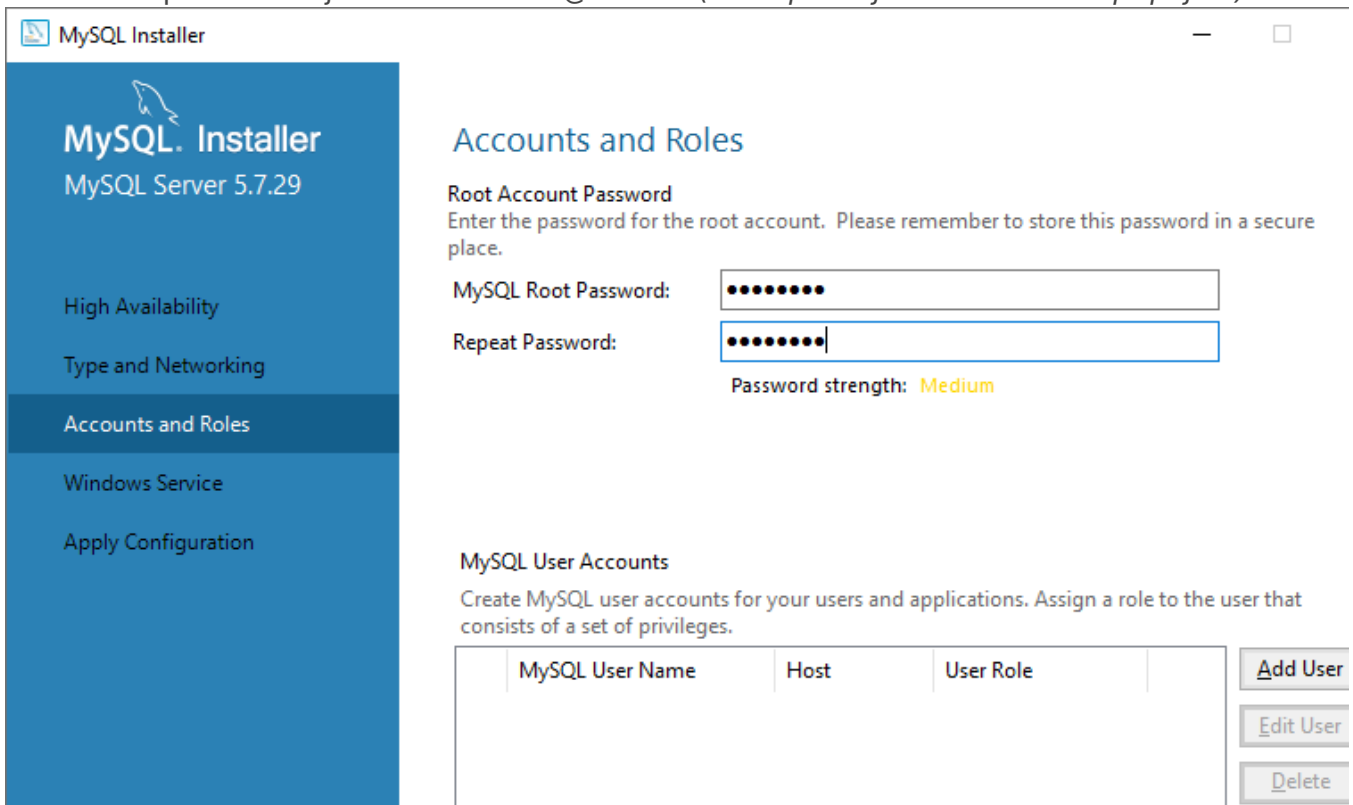 MySQL Installer
MySQL. Installer
MySQL Server 5.7.29
High Availability
Type and Networking
Accounts and Roles
Windows Service
Apply Configuration
Accounts and Roles
Root Account Password
Enter the password for the root account. Please remember to store this password in a secure
place.
MySQL Root Password: ●●●●●●●●
Repeat Password: ●●●●●●●●
Password strength: Medium
MySQL User Accounts
Create MySQL user accounts for your users and applications. Assign a role to the user that
consists of a set of privileges.
MySQL User Name Host User Role
Add User
Edit User
Delete